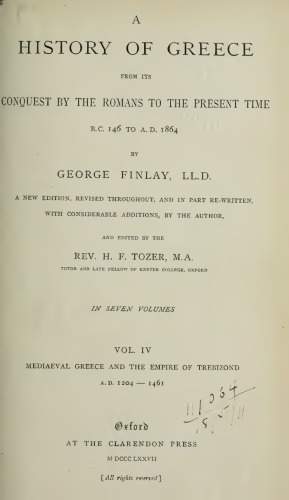 A
HISTORY OF GREECE
FROM ITS
CONQUEST BY THE ROMANS TO THE PRESENT TIME
B.C. 146 TO A.D. 1864
BY
GEORGE FINLAY, LL.D.
A NEW EDITION, REVISED THROUGHOUT, AND IN PART RE-WRITTEN,
WITH CONSIDERABLE ADDITIONS, BY THE AUTHOR,
AND EDITED BY THE
REV. H. F. TOZER, M.A.
TUTOR AND LATE FELLOW OF EXETER COLLEGE, OXFORD
IN SEVEN VOLUMES
VOL. IV
MEDIAEVAL GREECE AND THE EMPIRE OF TREBIZOND
A.D. 1204 — 1461
Oxford
AT THE CLARENDON PRESS
M DCCC LXXVII
[All rights reserved]